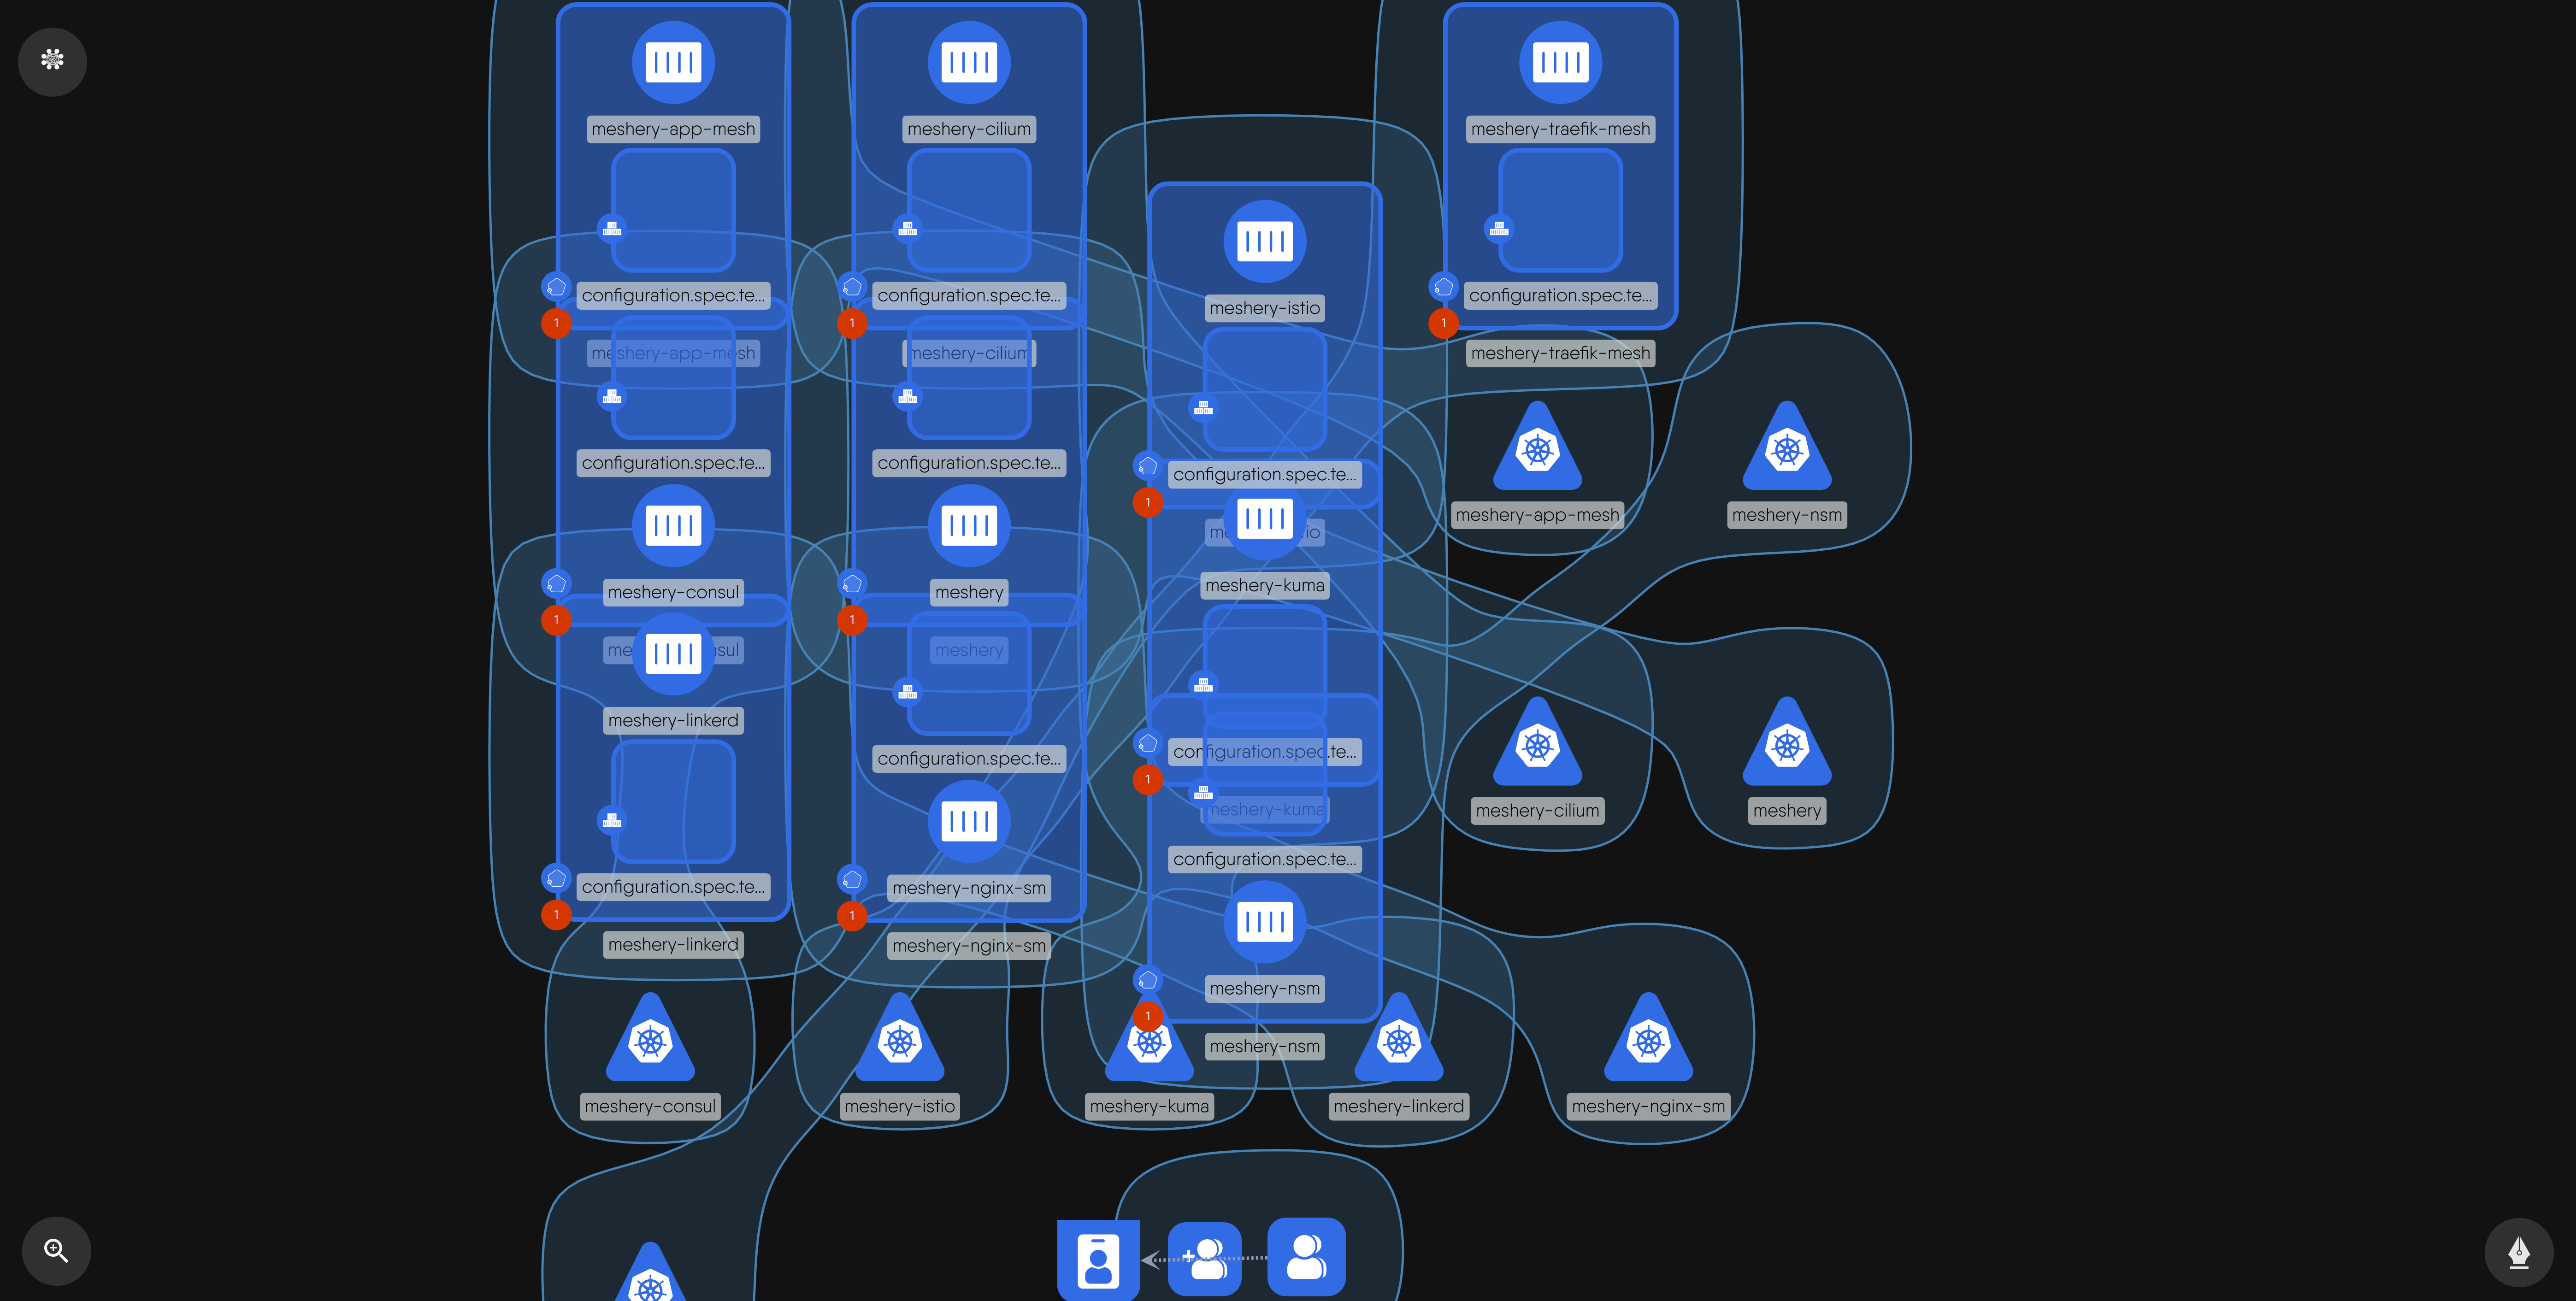 meshery-app-mesh
meshery-cilium
meshery-traefik-mesh
configuration.spec.te...
configuration.spec.te...
meshery-istio
configuration.spec.te...
1
1
1
meshery-app-mesh
meshery-cilium
meshery-traefik-mesh
configuration.spec.te...
configuration.spec.te...
configuration.spec.te...
1
meshery-app-mesh
meshery-nsm
meshery-consul
meshery
meshery-kuma
1
1
meshery
meshery-linkerd
configuration.spec.te...
configuration.spec.te...
1
meshery-kuma
meshery-cilium
meshery
configuration.spec.te...
configuration.spec.te...
meshery-nginx-sm
1
1
meshery-linkerd
meshery-nginx-sm
meshery-nsm
1
meshery-nsm
meshery-consul
meshery-istio
meshery-kuma
meshery-linkerd
meshery-nginx-sm